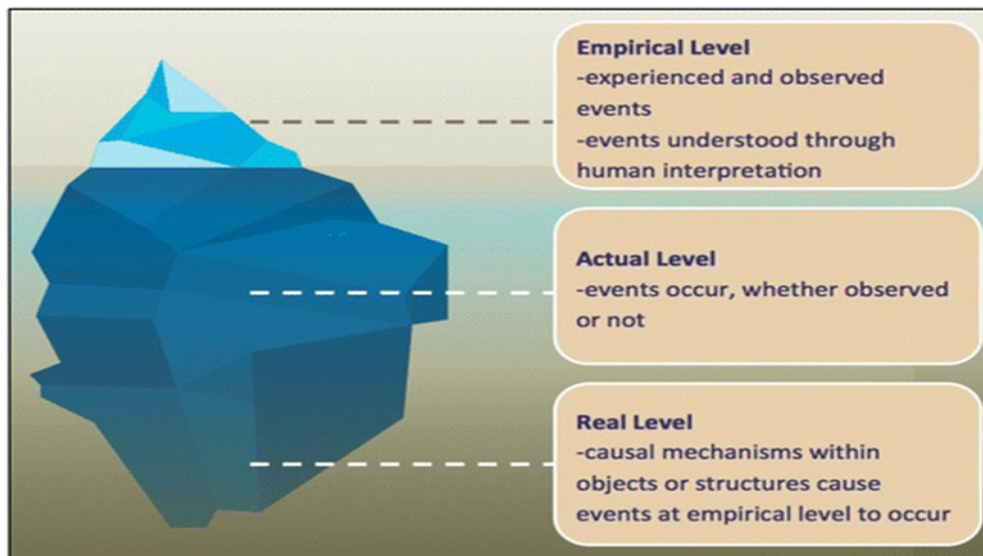 Empirical Level
-experienced and observed
events
-events understood through
human interpretation
Actual Level
-events occur, whether observed
or not
Real Level
-causal mechanisms within
objects or structures cause
events at empirical level to occur